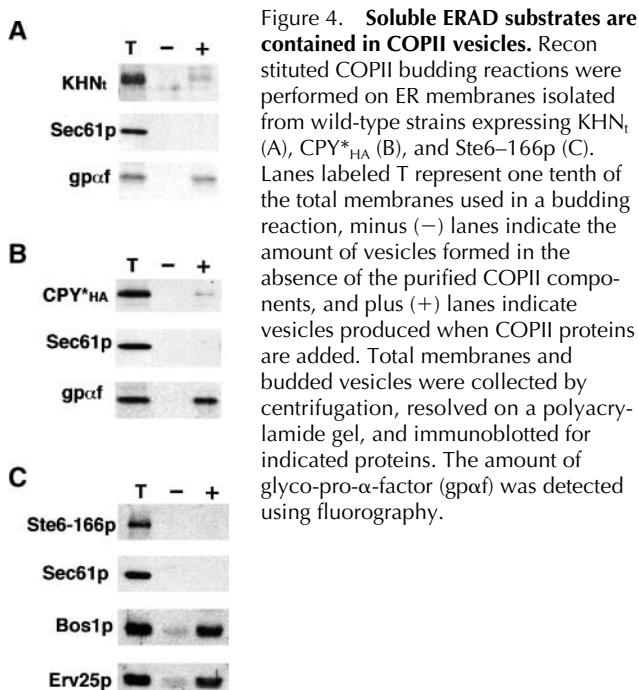 A
T − +
KHNt
Sec61p
gpαf
B
T − +
CPY*HA
Sec61p
gpαf
C
T − +
Ste6-166p
Sec61p
Bos1p
Erv25p
Figure 4. Soluble ERAD substrates are
contained in COPII vesicles. Recon
stituted COPII budding reactions were
performed on ER membranes isolated
from wild-type strains expressing KHNt
(A), CPY*HA (B), and Ste6–166p (C).
Lanes labeled T represent one tenth of
the total membranes used in a budding
reaction, minus (−) lanes indicate the
amount of vesicles formed in the
absence of the purified COPII compo-
nents, and plus (+) lanes indicate
vesicles produced when COPII proteins
are added. Total membranes and
budded vesicles were collected by
centrifugation, resolved on a polyacry-
lamide gel, and immunoblotted for
indicated proteins. The amount of
glyco-pro-α-factor (gpαf) was detected
using fluorography.